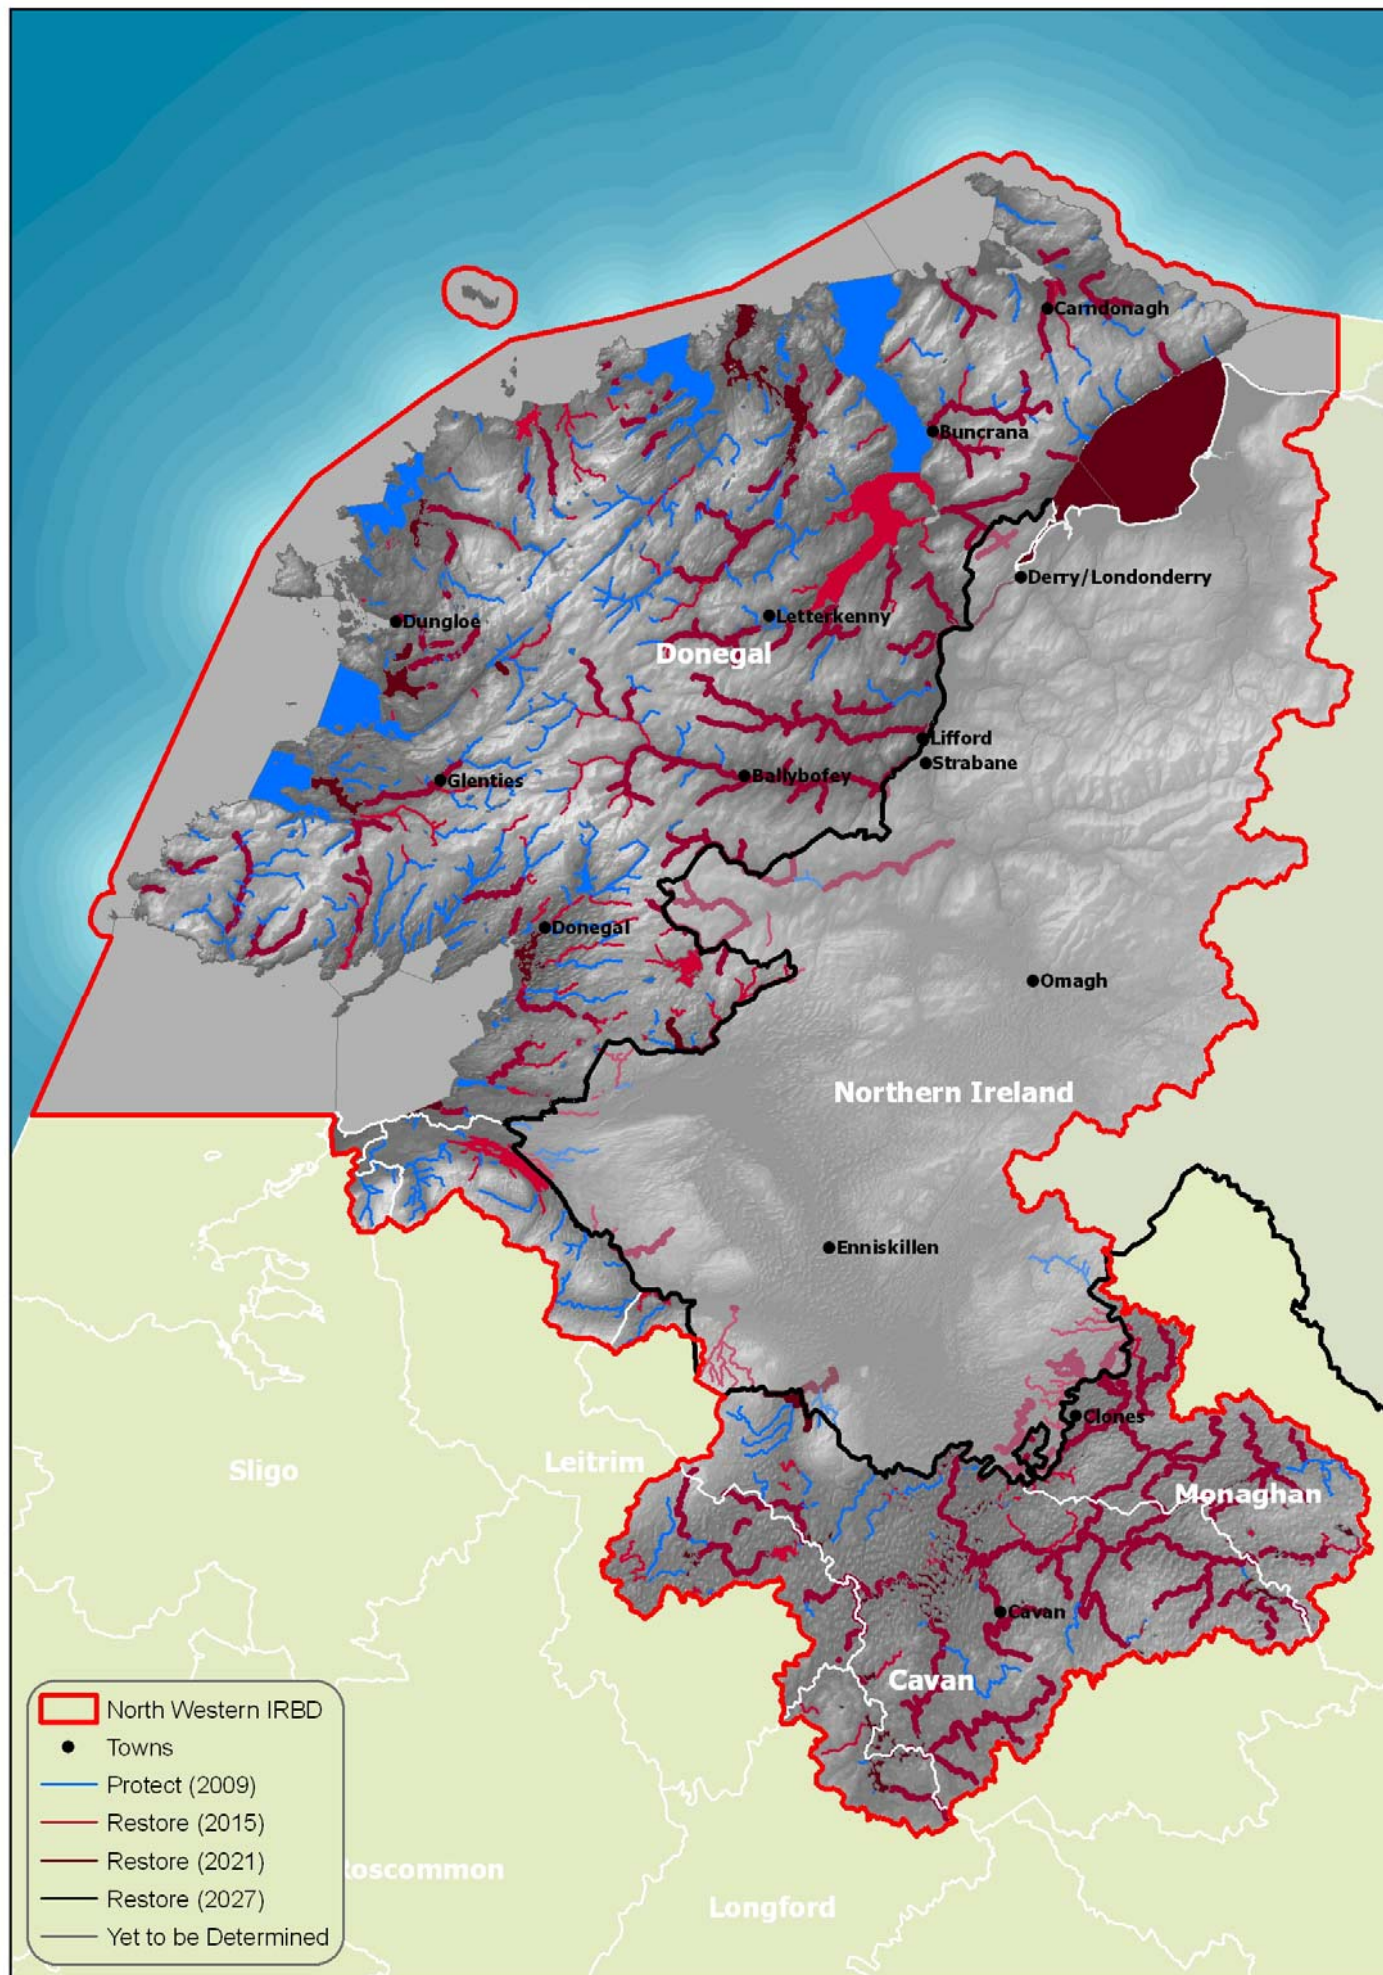 Carndonagh
Buncrana
Derry/Londonderry
Dungloe
Letterkenny
Donegal
Lifford
Strabane
Glenties
Ballybofey
Donegal
Omagh
Northern Ireland
Enniskillen
Clones
Sligo
Leitrim
Monaghan
Cavan
Cavan
North Western IRBD
Towns
Protect (2009)
Restore (2015)
Restore (2021)
Restore (2027)
Yet to be Determined
Roscommon
Longford